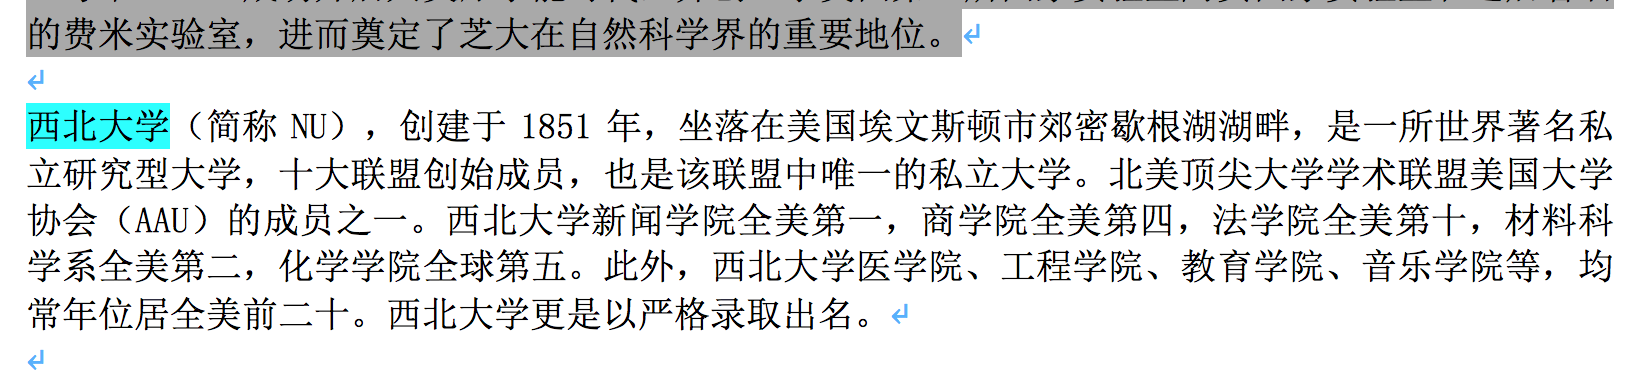 的费米实验室，进而奠定了芝大在自然科学界的重要地位。
西北大学（简称 NU），创建于 1851 年，坐落在美国埃文斯顿市郊密歇根湖湖畔，是一所世界著名私
立研究型大学，十大联盟创始成员，也是该联盟中唯一的私立大学。北美顶尖大学学术联盟美国大学
协会（AAU）的成员之一。西北大学新闻学院全美第一，商学院全美第四，法学院全美第十，材料科
学系全美第二，化学学院全球第五。此外，西北大学医学院、工程学院、教育学院、音乐学院等，均
常年位居全美前二十。西北大学更是以严格录取出名。